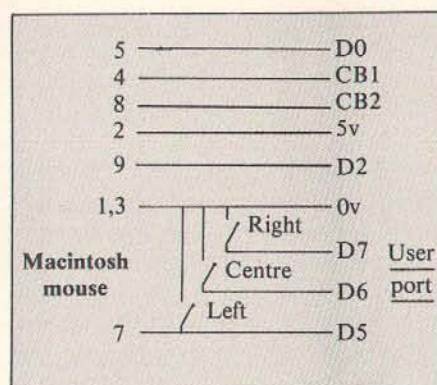 5 D0
4 CB1
8 CB2
2 5v
9 D2
1,3 0v
Right
Macintosh D7 User
mouse Centre
D6 port
Left
7 D5